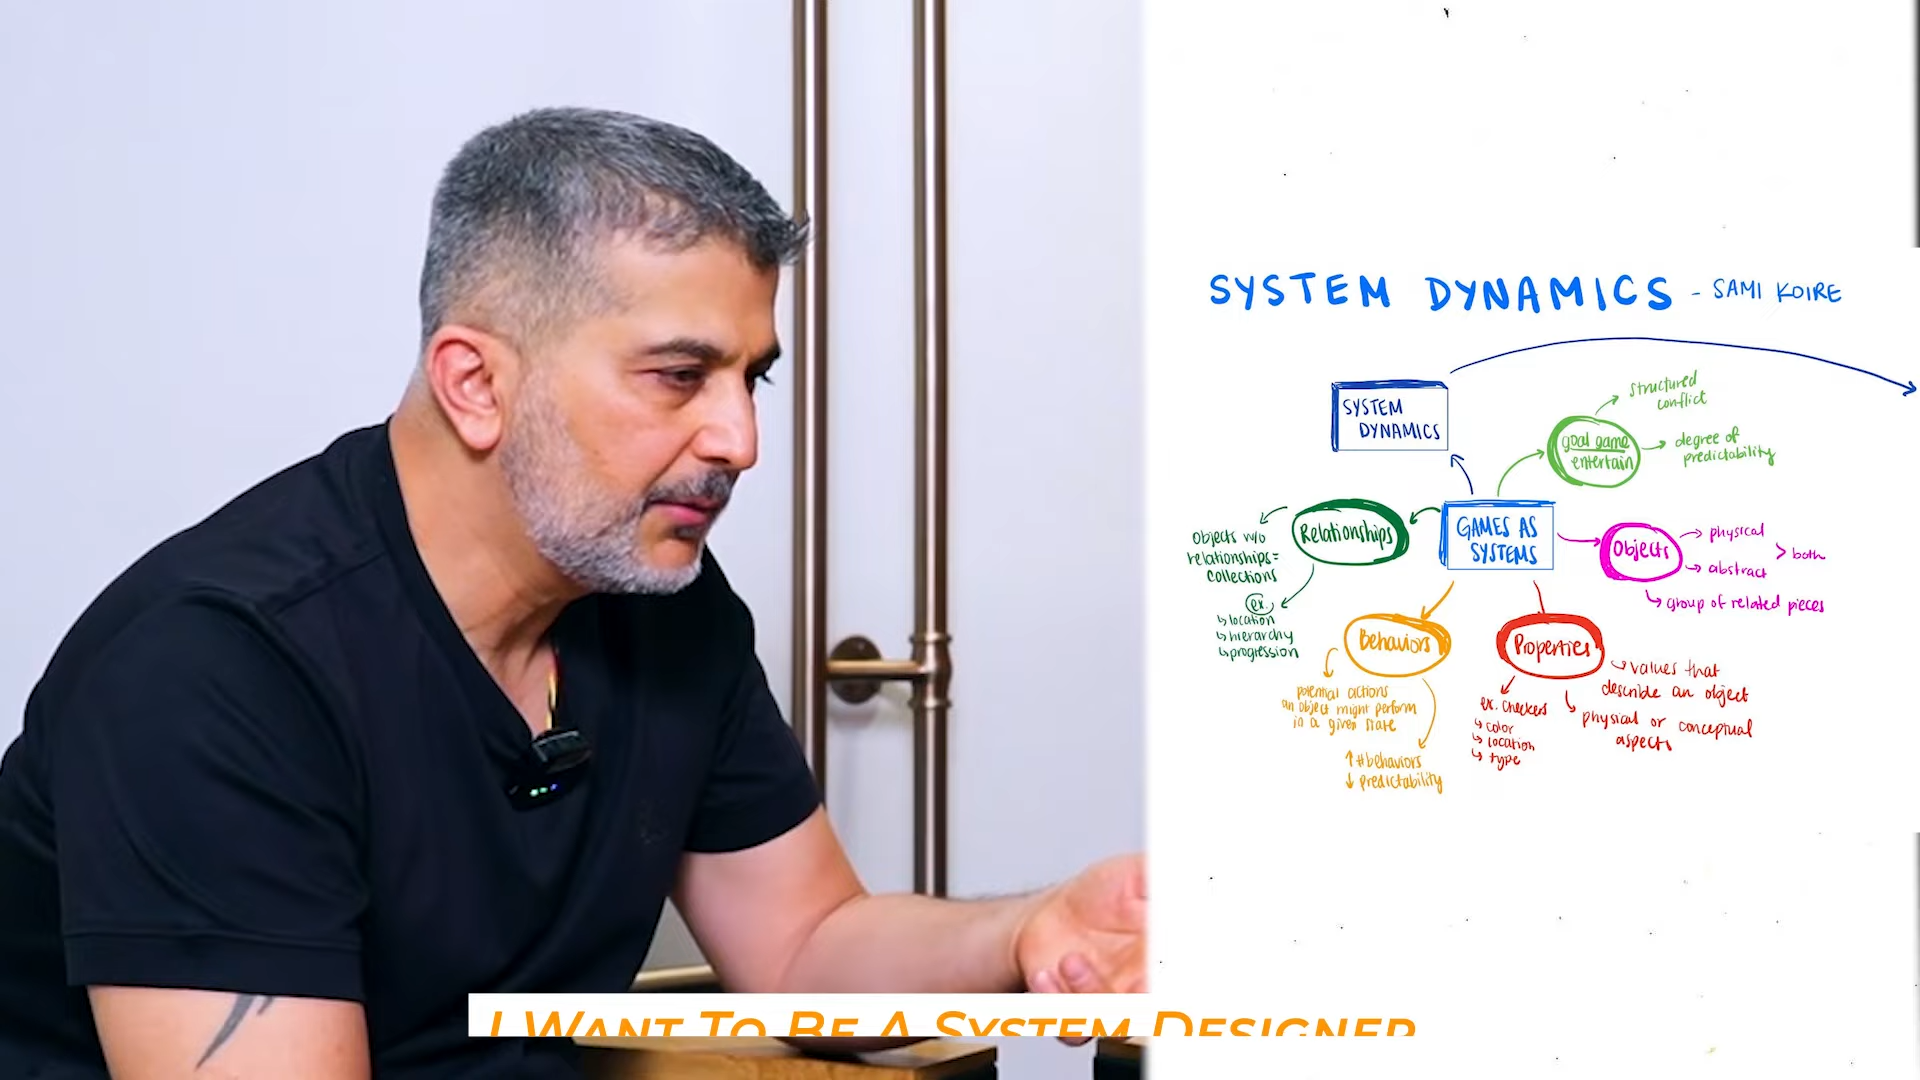 SYSTEM DYNAMICS - SAMI KOIRE
SYSTEM
DYNAMICS
structured
conflict
goal game
entertain
degree of
predictability
GAMES AS
SYSTEMS
Relationships
Objects w/o
relationships=
collections
ex.
location
hierarchy
progression
Objects
physical
abstract
> both
group of related pieces
Behaviors
potential actions
an object might perform
in a given state
↑ # behaviors
↓ predictability
Properties
values that
describe an object
physical or conceptual
aspects
ex. checkers
color
location
type
I WANT TO BE A SYSTEM DESIGNER